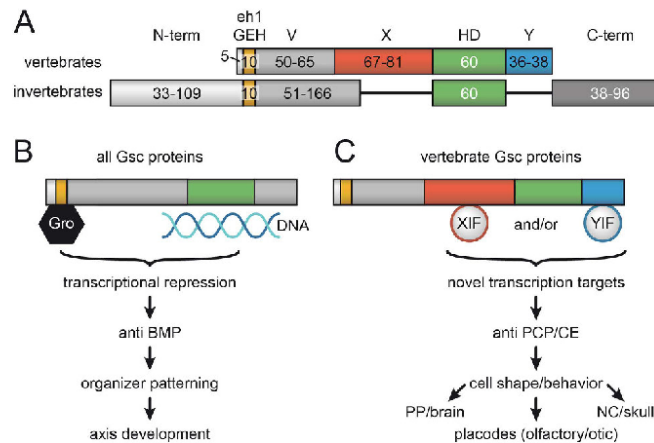 A
N-term
eh1
GEH
V
X
HD
Y
C-term
vertebrates
5
10
50-65
67-81
60
36-38
invertebrates
33-109
10
51-166
60
38-96
B
all Gsc proteins
Gro
DNA
transcriptional repression
anti BMP
organizer patterning
axis development
C
vertebrate Gsc proteins
XIF
and/or
YIF
novel transcription targets
anti PCP/CE
cell shape/behavior
PP/brain
NC/skull
placodes (olfactory/otic)